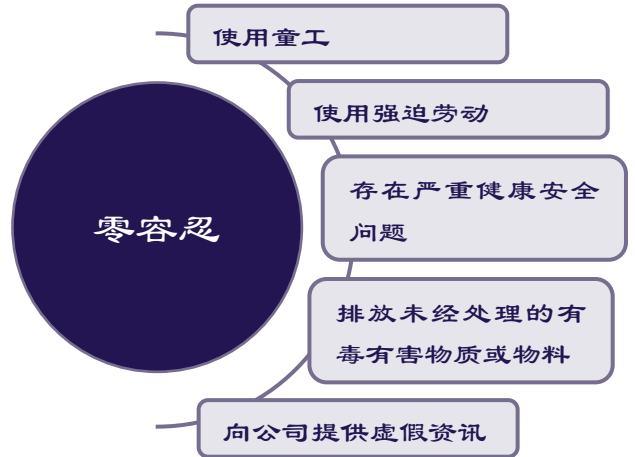 使用童工
使用强迫劳动
存在严重健康安全
问题
零容忍
排放未经处理的有
毒有害物质或物料
向公司提供虚假资讯